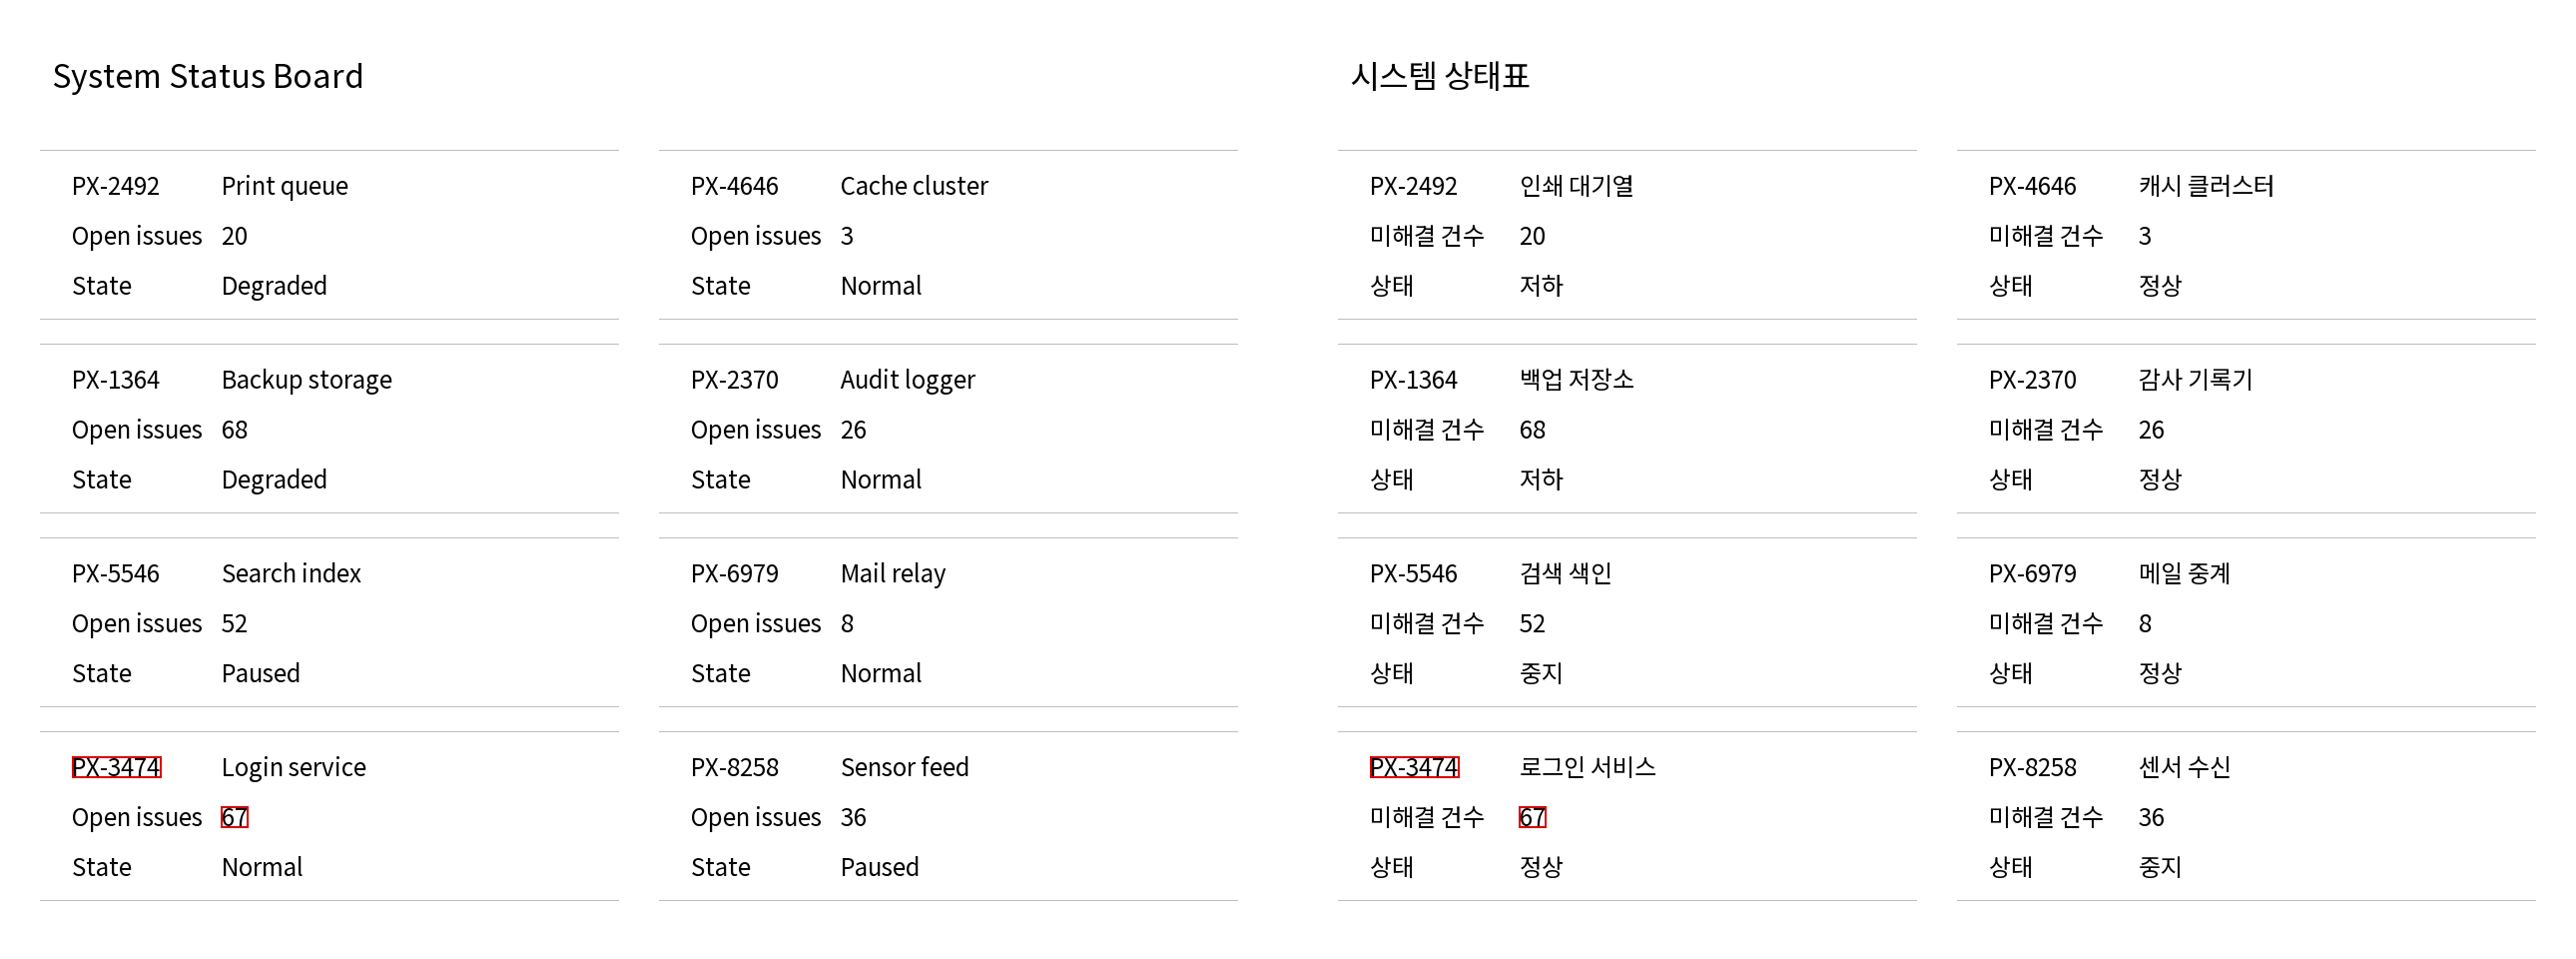 System Status Board
PX-2492 Print queue
Open issues 20
State Degraded
PX-4646 Cache cluster
Open issues 3
State Normal
PX-1364 Backup storage
Open issues 68
State Degraded
PX-2370 Audit logger
Open issues 26
State Normal
PX-5546 Search index
Open issues 52
State Paused
PX-6979 Mail relay
Open issues 8
State Normal
PX-3474 Login service
Open issues 67
State Normal
PX-8258 Sensor feed
Open issues 36
State Paused
시스템 상태표
PX-2492 인쇄 대기열
미해결 건수 20
상태 저하
PX-4646 캐시 클러스터
미해결 건수 3
상태 정상
PX-1364 백업 저장소
미해결 건수 68
상태 저하
PX-2370 감사 기록기
미해결 건수 26
상태 정상
PX-5546 검색 색인
미해결 건수 52
상태 중지
PX-6979 메일 중계
미해결 건수 8
상태 정상
PX-3474 로그인 서비스
미해결 건수 67
상태 정상
PX-8258 센서 수신
미해결 건수 36
상태 중지